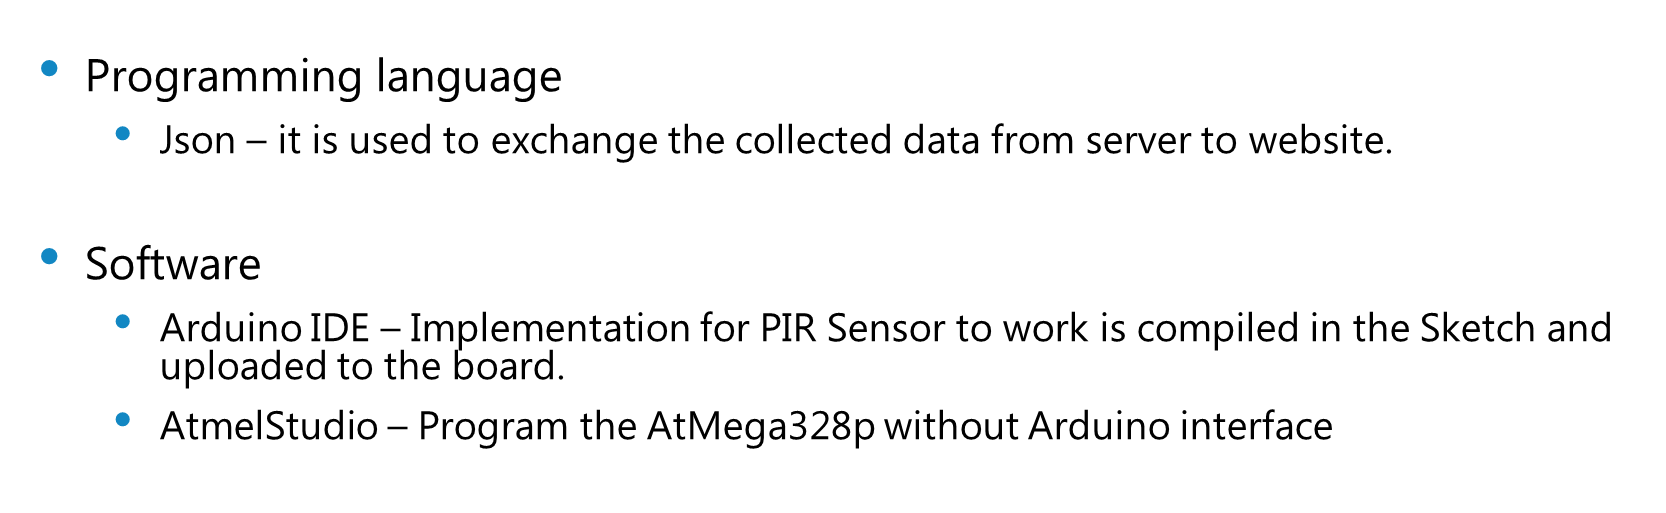 • Programming language
• Json – it is used to exchange the collected data from server to website.
• Software
• Arduino IDE – Implementation for PIR Sensor to work is compiled in the Sketch and
uploaded to the board.
• AtmelStudio – Program the AtMega328p without Arduino interface